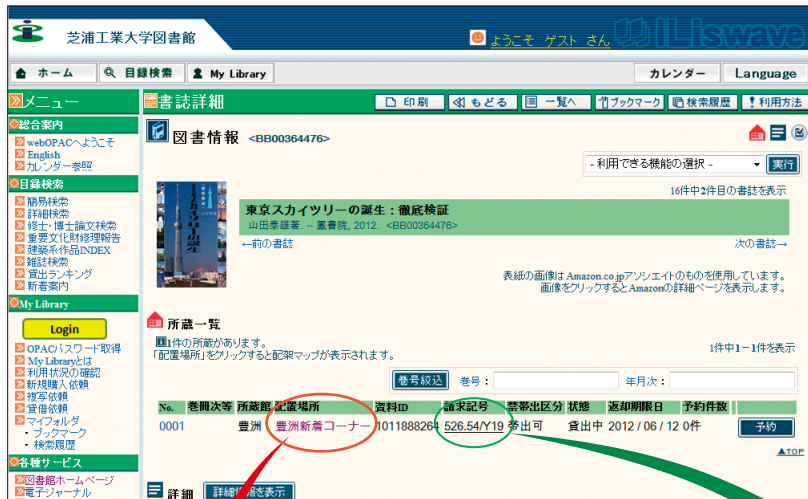 芝浦工業大学図書館
ようこそ ゲスト さん
iLiswave
ホーム 目録検索 My Library カレンダー Language
メニュー
書誌詳細 印刷 もどる 一覧へ ブックマーク 検索履歴 利用方法
総合案内
webOPACへようこそ
English
カレンダー参照
目録検索
簡易検索
詳細検索
修士・博士論文検索
重要文化財修理報告
建築系作品INDEX
雑誌検索
貸出ランキング
新着案内
My Library
Login
OPACパスワード取得
My Libraryとは
利用状況の確認
新規購入依頼
複写依頼
貸借依頼
マイフォルダ
・ブックマーク
・検索履歴
各種サービス
図書館ホームページ
電子ジャーナル
図書情報 <BB00364476>
- 利用できる機能の選択 - 実行
16件中2件目の書誌を表示
東京スカイツリーの誕生
東京スカイツリーの誕生 : 徹底検証
山田泰雄著. -- 鳳書院, 2012. <BB00364476>
←前の書誌 次の書誌→
表紙の画像は Amazon.co.jpアソシエイトのものを使用しています。
画像をクリックするとAmazonの詳細ページを表示します。
所蔵一覧
1件の所蔵があります。
「配置場所」をクリックすると配架マップが表示されます。
1件中1－1件を表示
巻号絞込 巻号： 年月次：
No. 巻冊次等 所蔵館 配置場所 資料ID 請求記号 禁帯出区分 状態 返却期限日 予約件数
0001 豊洲 豊洲新着コーナー 1011888264 526.54/Y19 帯出可 貸出中 2012/06/12 0件 予約
▲TOP
詳細 詳細情報を表示